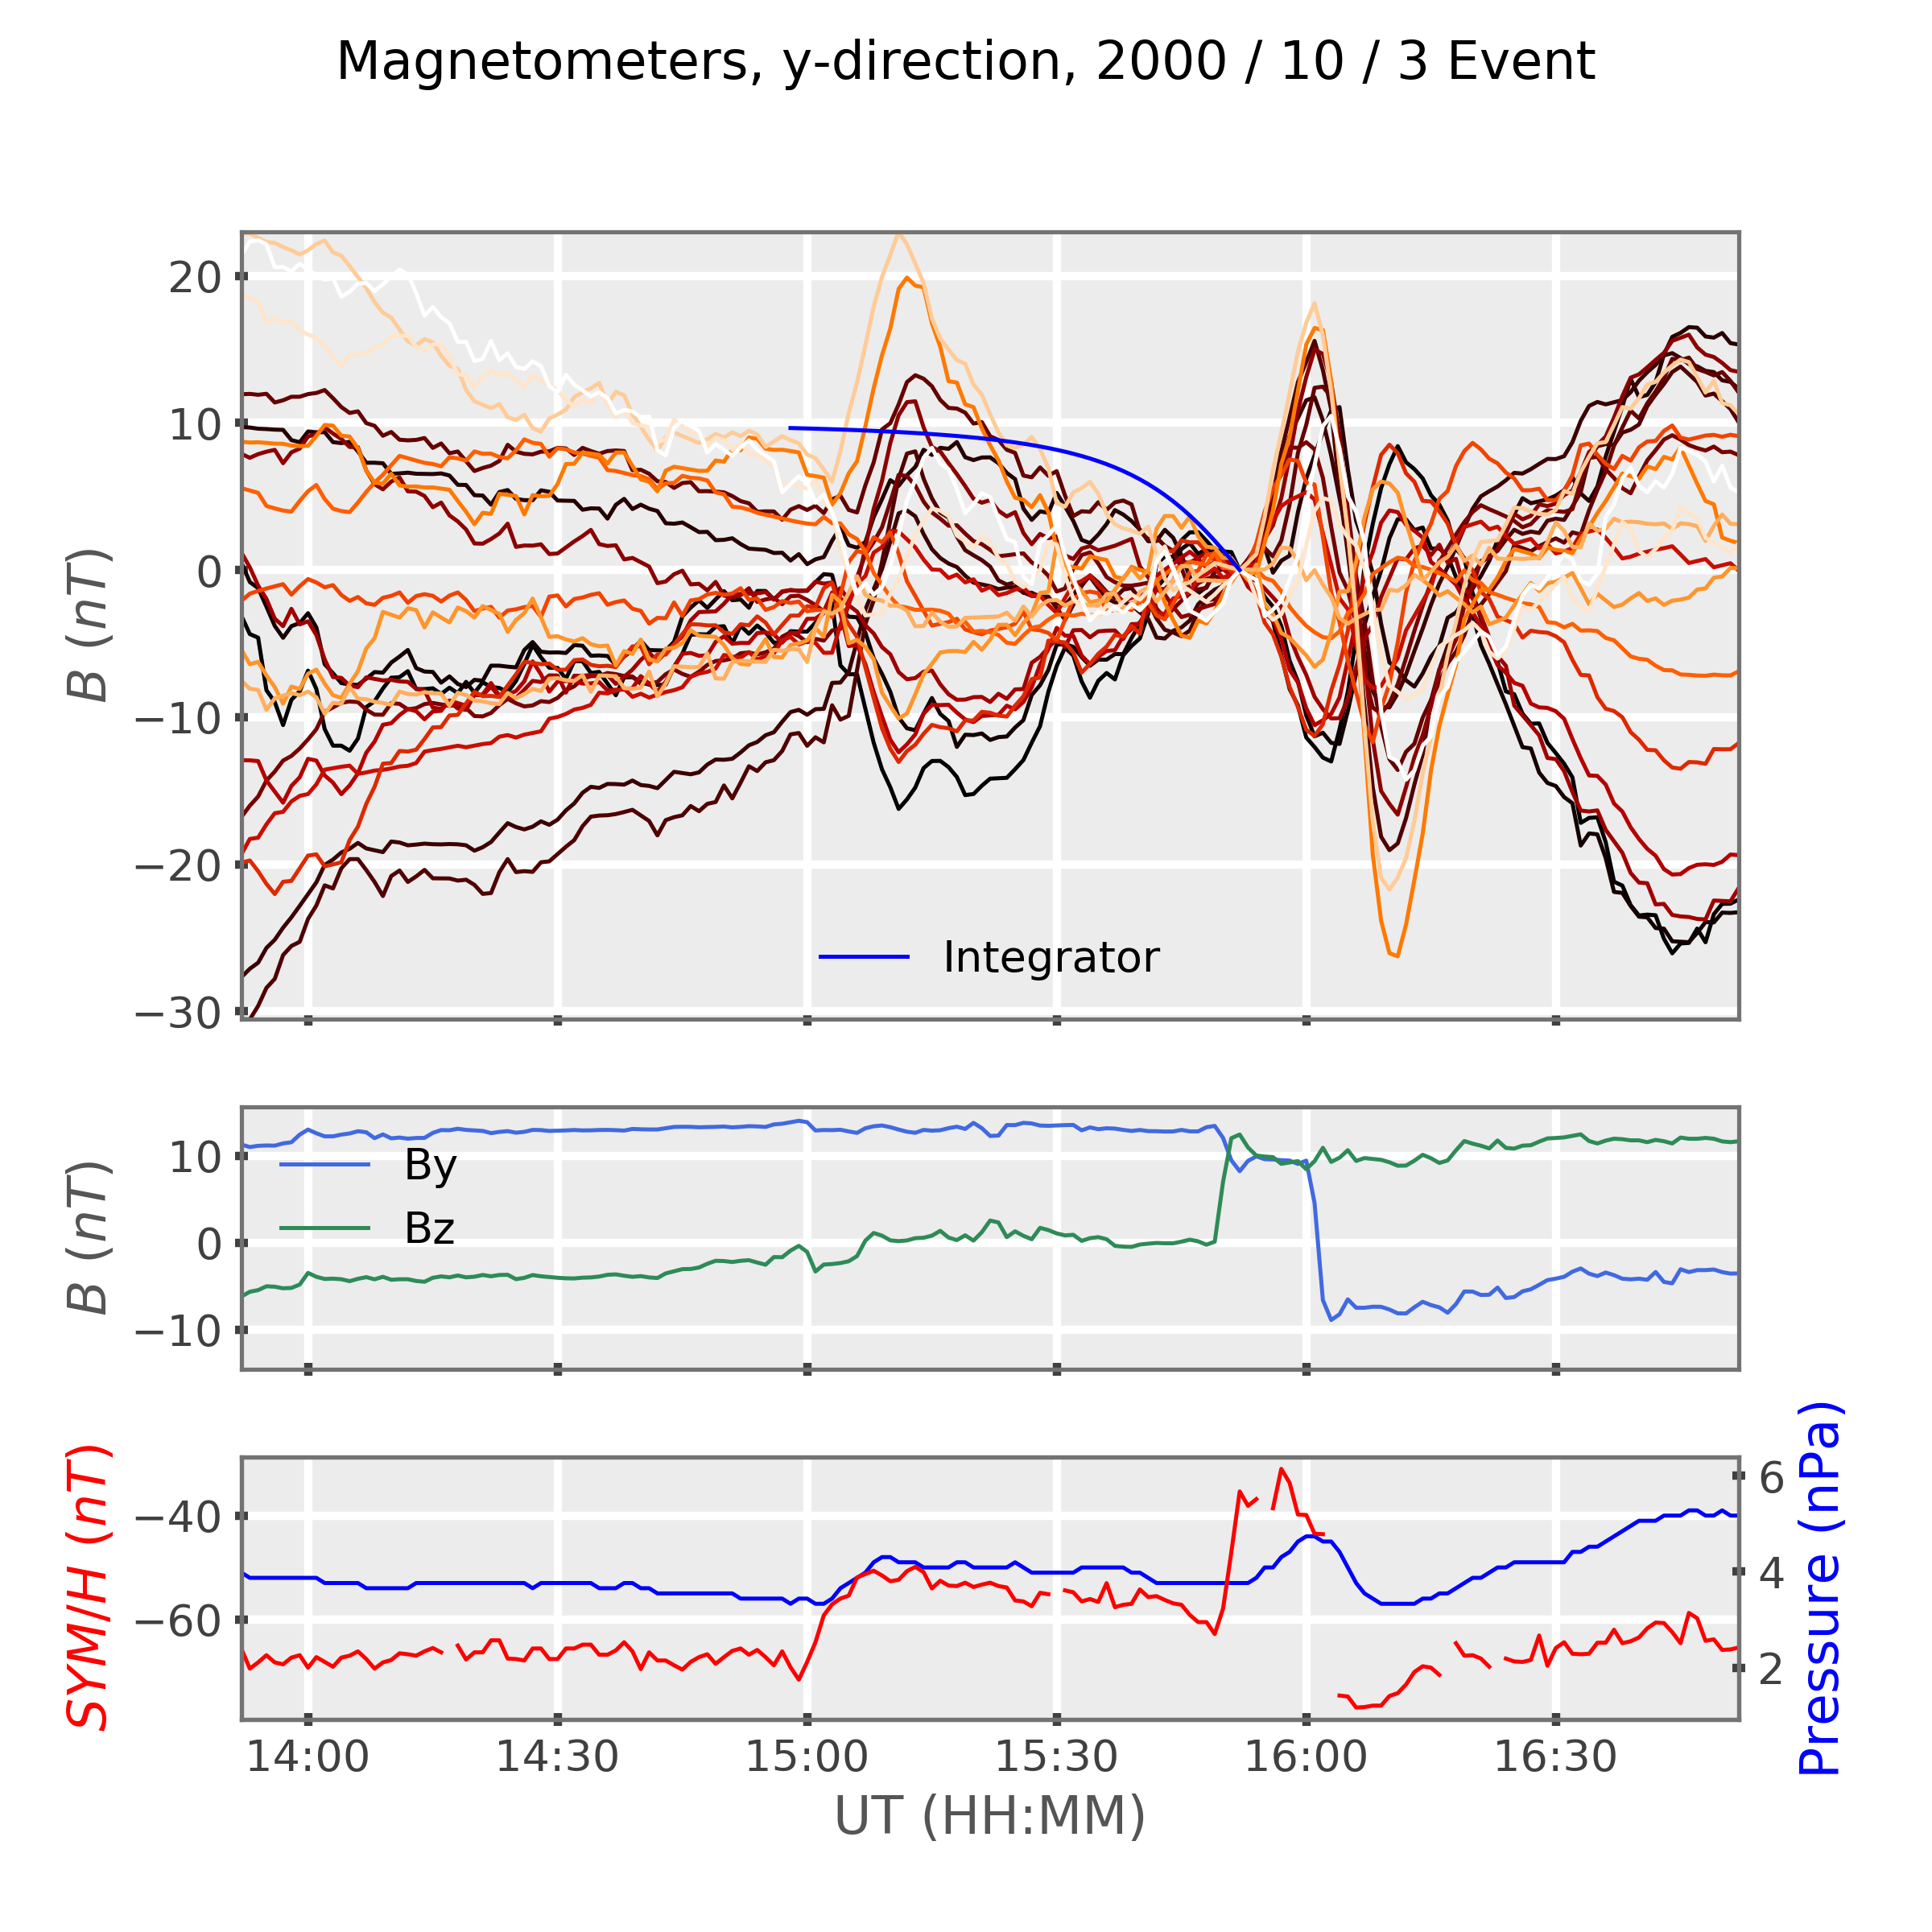 Magnetometers, y-direction, 2000 / 10 / 3 Event
20
10
0
−10
−20
−30
B (nT)
Integrator
10
0
−10
B (nT)
By
Bz
−40
−60
SYM/H (nT)
6
4
2
Pressure (nPa)
14:00 14:30 15:00 15:30 16:00 16:30
UT (HH:MM)